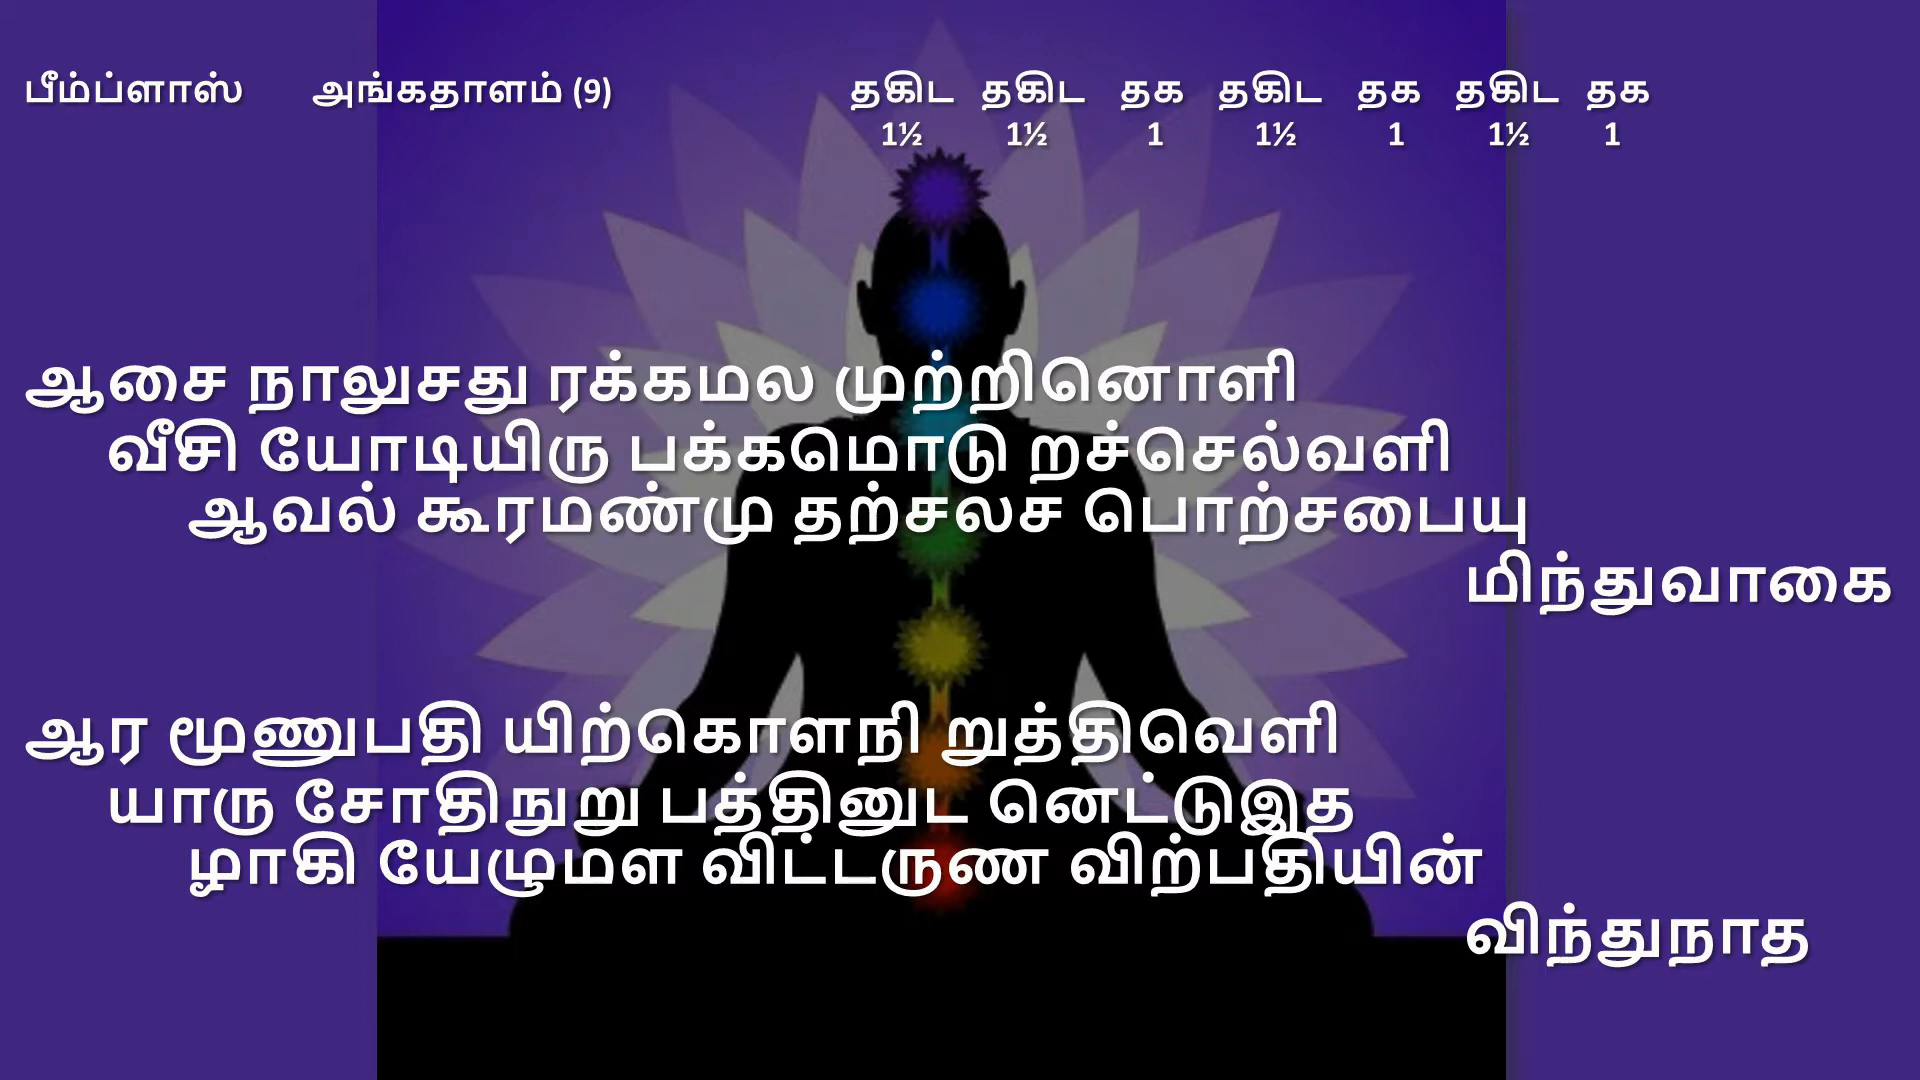 பீம்ப்ளாஸ் அங்கதாளம் (9) தகிட தகிட தக தகிட தக தகிட தக
1½ 1½ 1 1½ 1 1½ 1
ஆசை நாலுசது ரக்கமல முற்றினொளி
வீசி யோடியிரு பக்கமொடு றச்செல்வளி
ஆவல் கூரமண்மு தற்சலச பொற்சபையு
மிந்துவாகை
ஆர மூணுபதி யிற்கொளநி றுத்திவெளி
யாரு சோதிநுறு பத்தினுட னெட்டுஇத
ழாகி யேழுமள விட்டருண விற்பதியின்
விந்துநாத